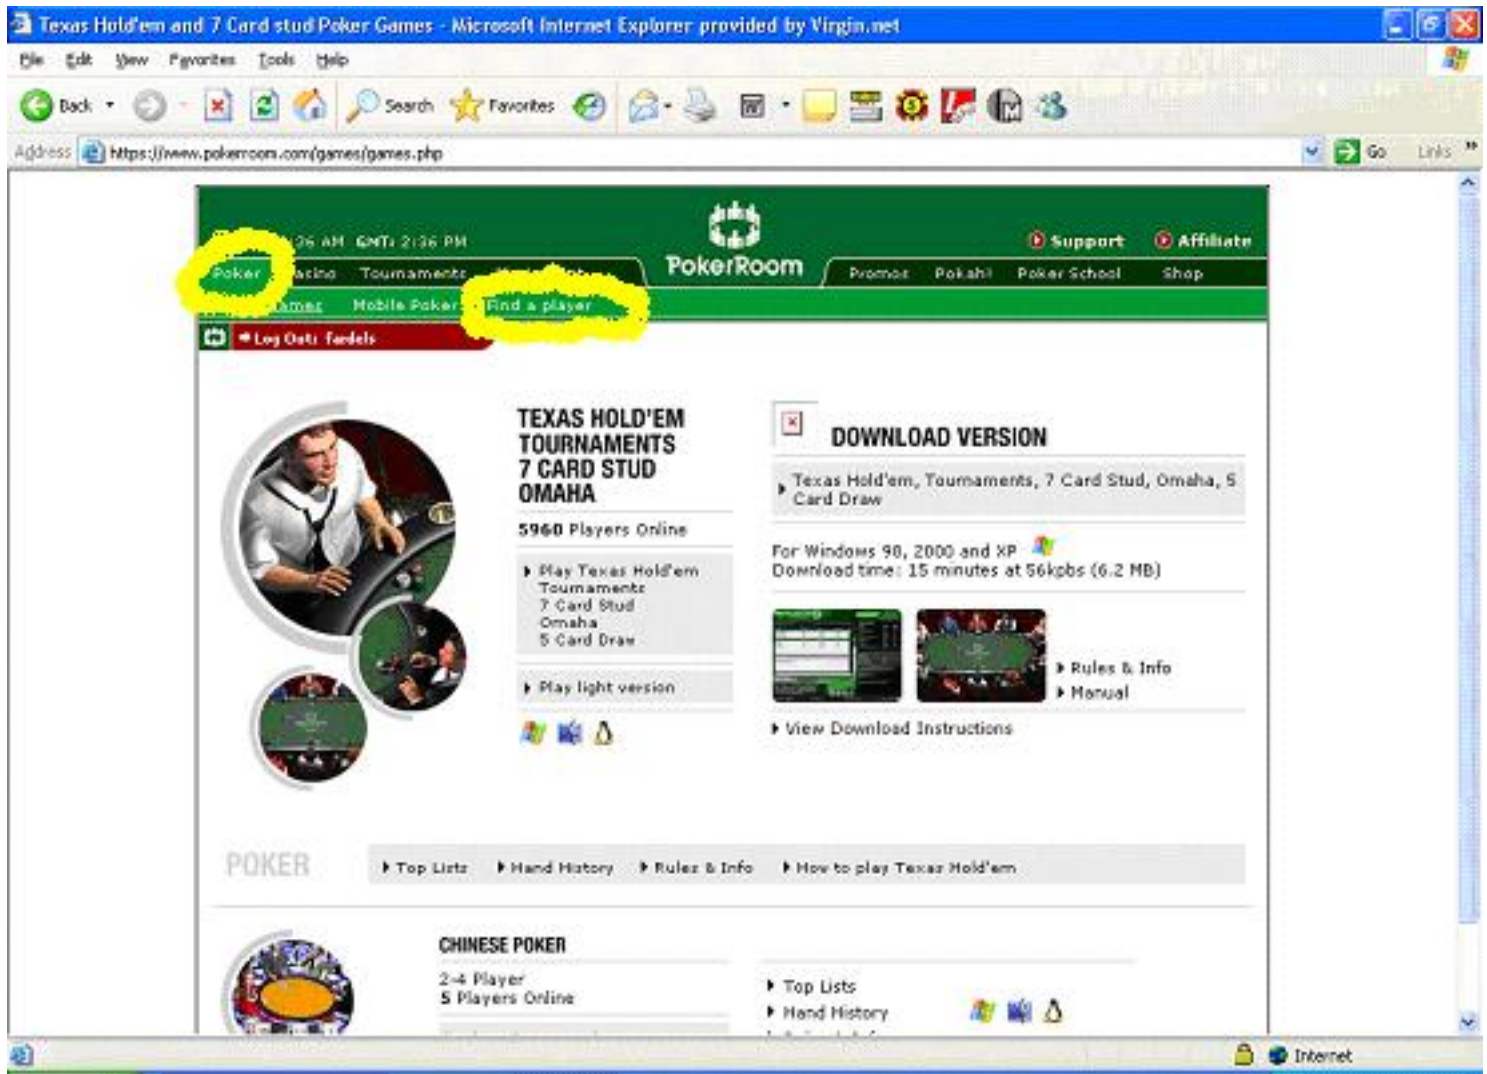 Texas Hold'em and 7 Card stud Poker Games - Microsoft Internet Explorer provided by Virgin.net
File Edit View Favorites Tools Help
Back Search Favorites
Address https://www.pokerroom.com/games/games.php Go Links
:36 AM GMT: 2:36 PM Support Affiliate
PokerRoom
Poker Tournaments Promos Pokah! Poker School Shop
Mobile Poker Find a player
Log Out: fardels
TEXAS HOLD'EM
TOURNAMENTS
7 CARD STUD
OMAHA
5960 Players Online
Play Texas Hold'em
Tournaments
7 Card Stud
Omaha
5 Card Draw
Play light version
DOWNLOAD VERSION
Texas Hold'em, Tournaments, 7 Card Stud, Omaha, 5
Card Draw
For Windows 98, 2000 and XP
Download time: 15 minutes at 56kpbs (6.2 MB)
Rules & Info
Manual
View Download Instructions
POKER Top Lists Hand History Rules & Info How to play Texas Hold'em
CHINESE POKER
2-4 Player
5 Players Online
Top Lists
Hand History
Internet